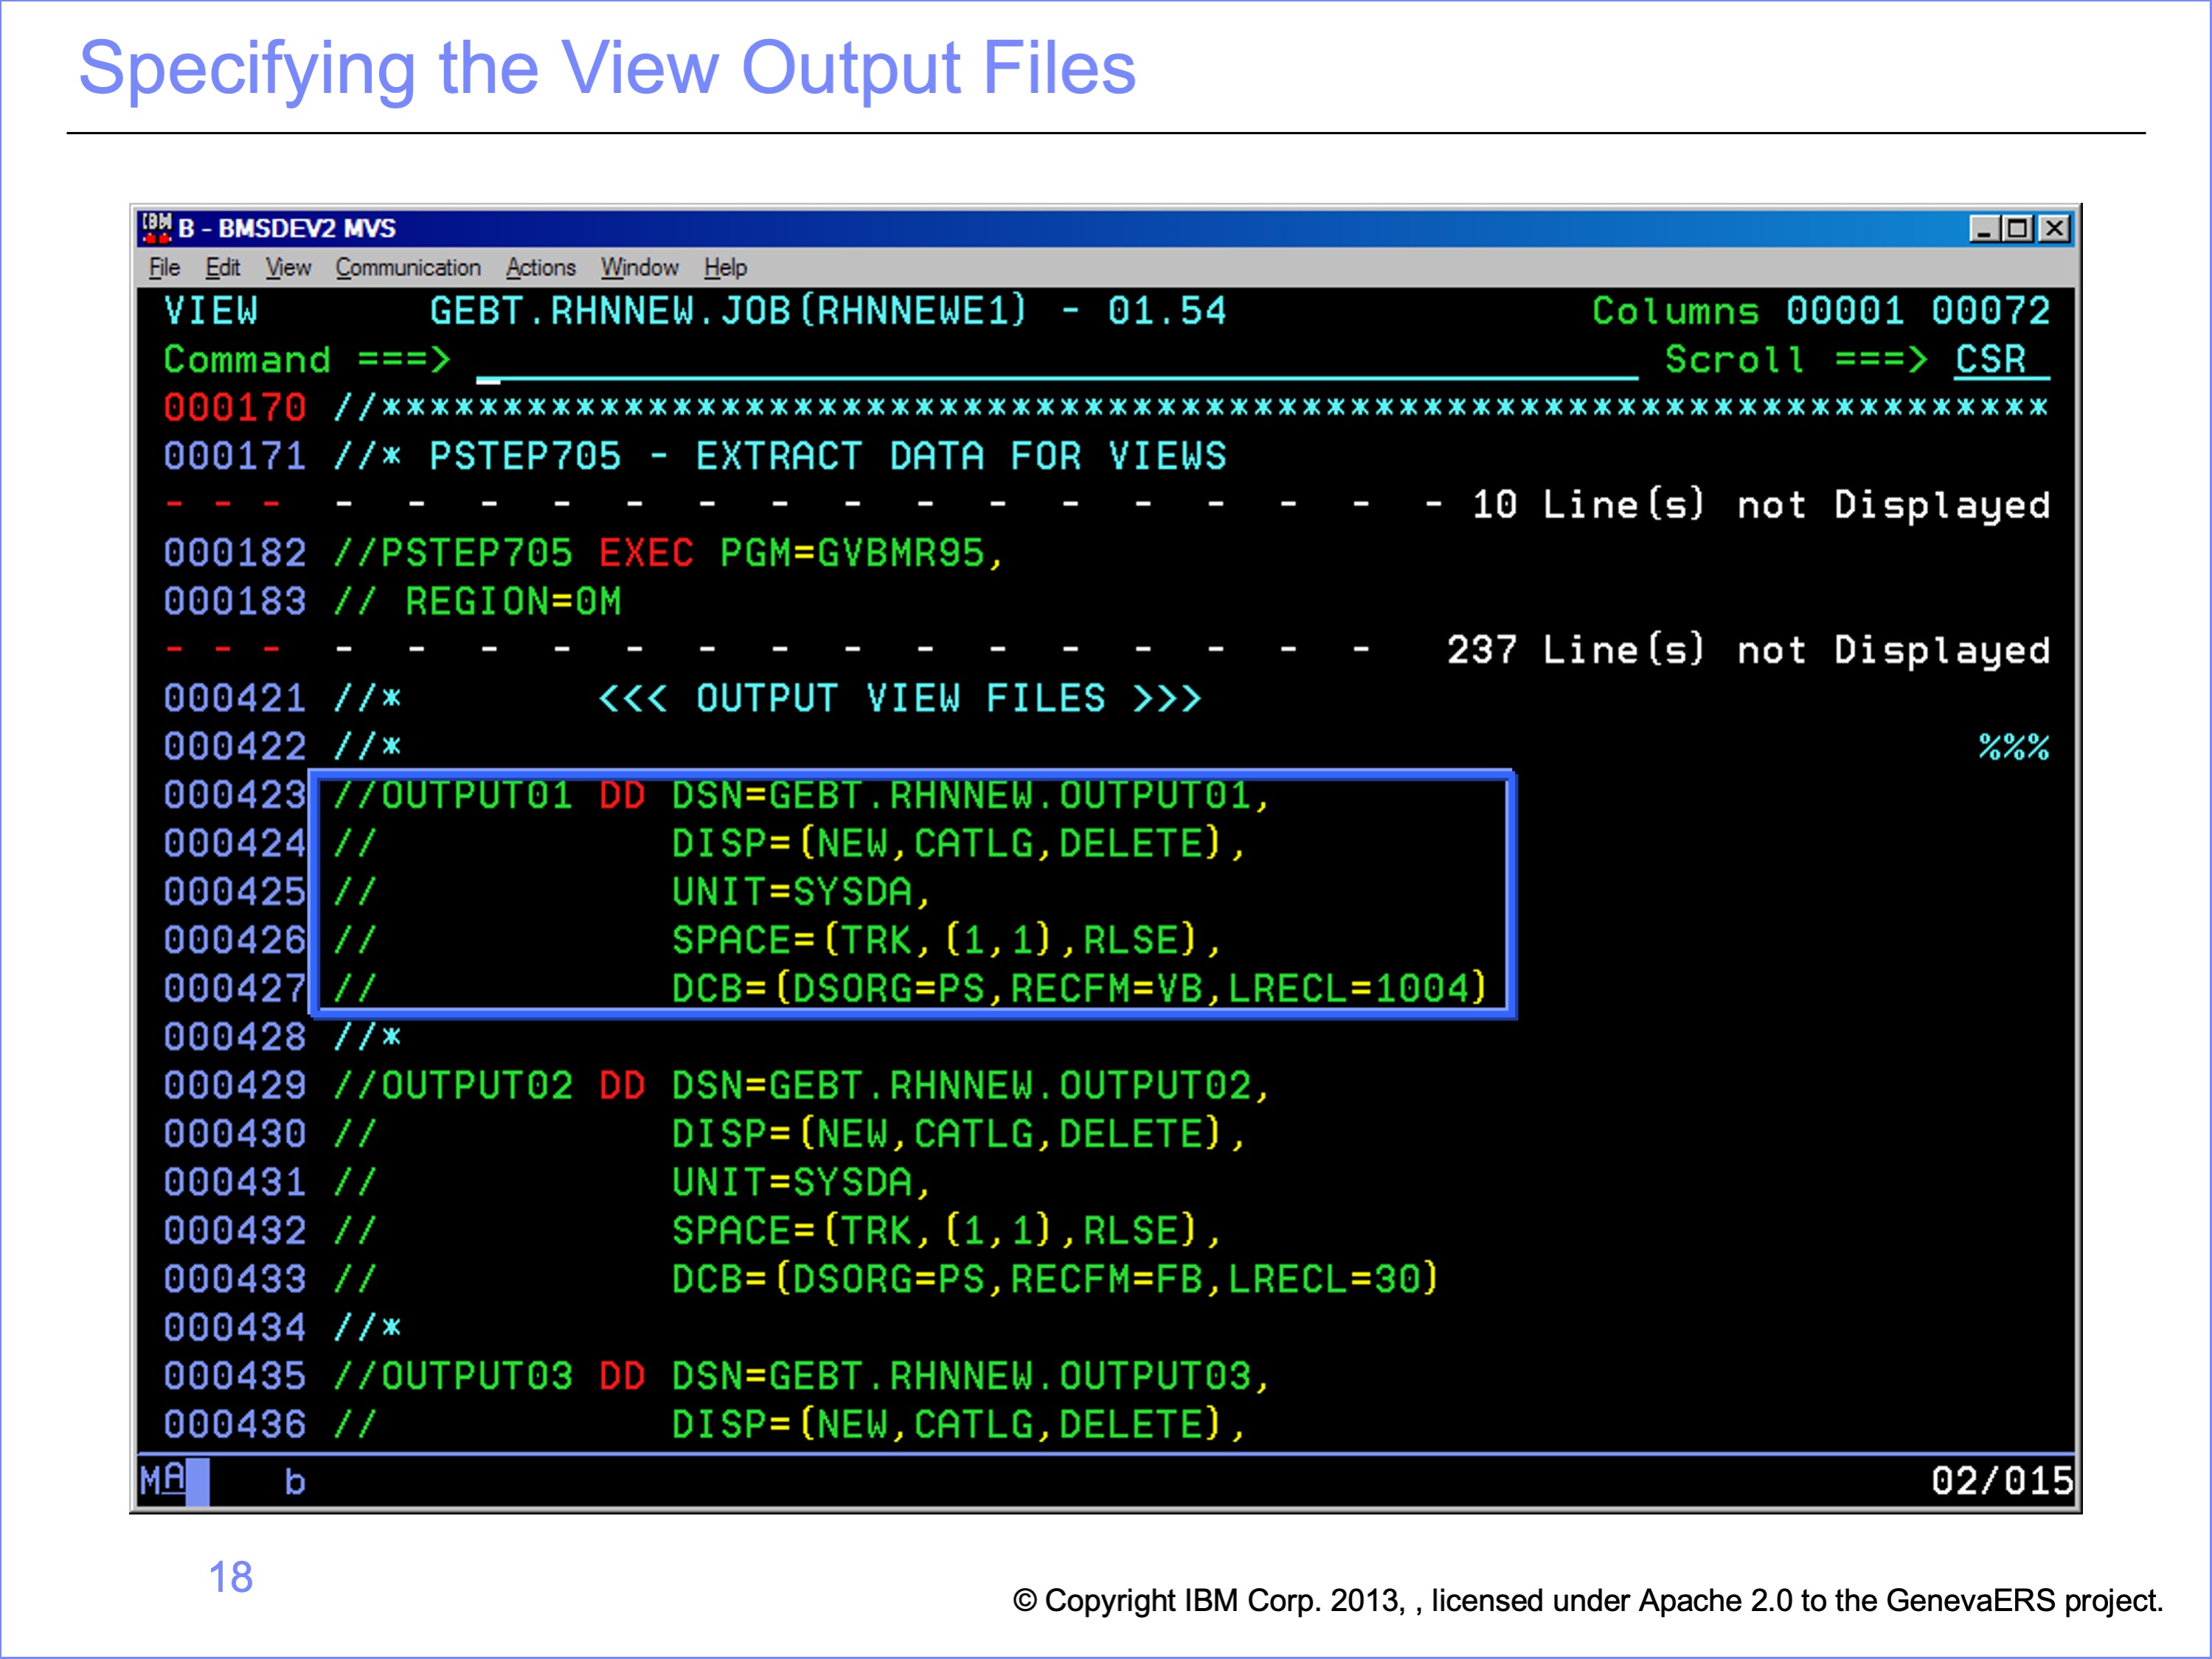 Specifying the View Output Files
IBM B - BMSDEV2 MVS
File Edit View Communication Actions Window Help
VIEW GEBT.RHNNEW.JOB(RHNNEWE1) - 01.54 Columns 00001 00072
Command ===> Scroll ===> CSR
000170 //*********************************************************************
000171 //* PSTEP705 - EXTRACT DATA FOR VIEWS
- - - - - - - - - - - - - - - - - - - 10 Line(s) not Displayed
000182 //PSTEP705 EXEC PGM=GVBMR95,
000183 // REGION=0M
- - - - - - - - - - - - - - - - - - 237 Line(s) not Displayed
000421 //* <<< OUTPUT VIEW FILES >>>
000422 //* %%%
000423 //OUTPUT01 DD DSN=GEBT.RHNNEW.OUTPUT01,
000424 // DISP=(NEW,CATLG,DELETE),
000425 // UNIT=SYSDA,
000426 // SPACE=(TRK,(1,1),RLSE),
000427 // DCB=(DSORG=PS,RECFM=VB,LRECL=1004)
000428 //*
000429 //OUTPUT02 DD DSN=GEBT.RHNNEW.OUTPUT02,
000430 // DISP=(NEW,CATLG,DELETE),
000431 // UNIT=SYSDA,
000432 // SPACE=(TRK,(1,1),RLSE),
000433 // DCB=(DSORG=PS,RECFM=FB,LRECL=30)
000434 //*
000435 //OUTPUT03 DD DSN=GEBT.RHNNEW.OUTPUT03,
000436 // DISP=(NEW,CATLG,DELETE),
MA b 02/015
18
© Copyright IBM Corp. 2013, , licensed under Apache 2.0 to the GenevaERS project.